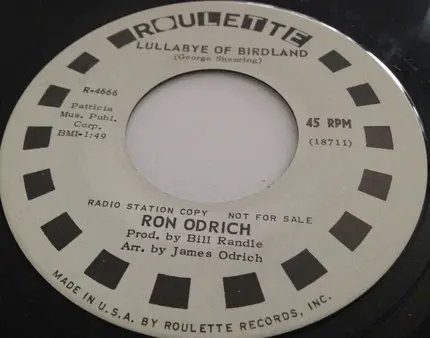 ROULETTE
LULLABYE OF BIRDLAND
(George Shearing)
R-4666
Patricia
Mus. Publ.
Corp.
BMI-1:49
45 RPM
(18711)
RADIO STATION COPY NOT FOR SALE
RON ODRICH
Prod. by Bill Randle
Arr. by James Odrich
MADE IN U.S.A. BY ROULETTE RECORDS, INC.